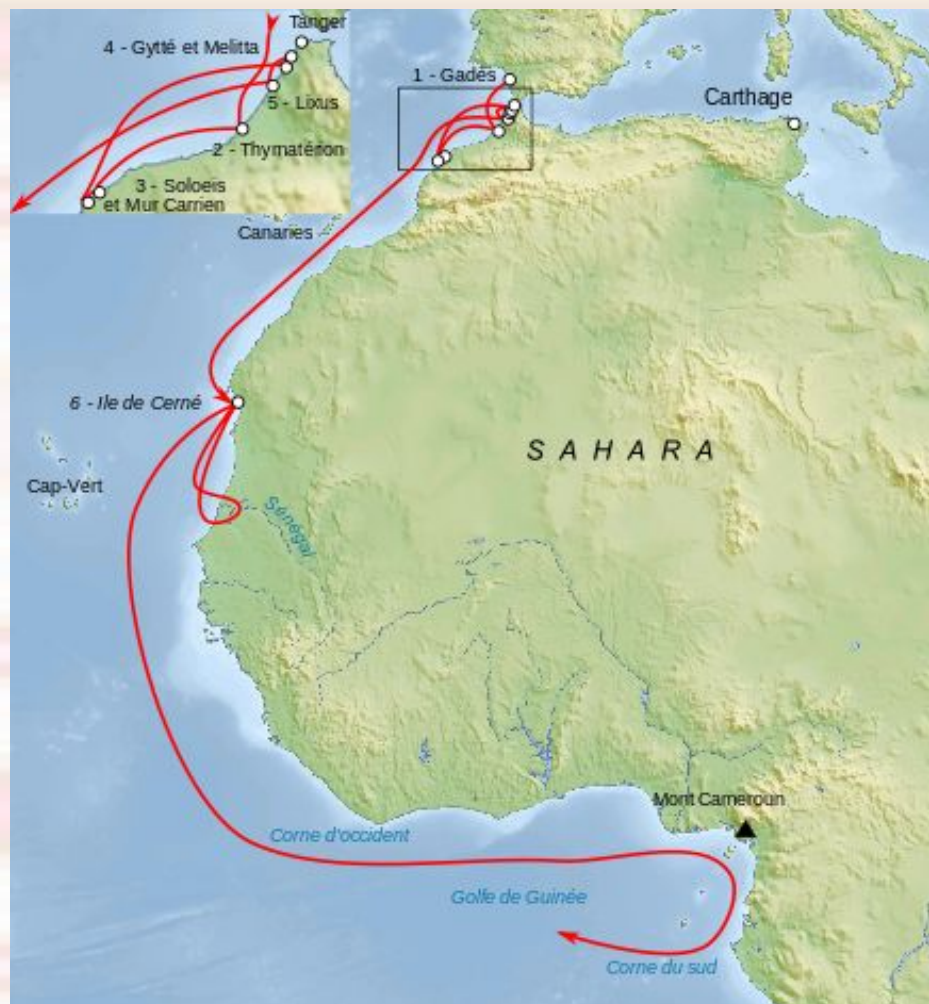 Tanger
4 - Gytté et Melitta
5 - Lixus
2 - Thymatérion
3 - Soloeis
et Mur Carrien
1 - Gadès
Carthage
Canaries
6 - Ile de Cerné
SAHARA
Cap-Vert
Sénégal
Mont Cameroun
Corne d'occident
Golfe de Guinée
Corne du sud